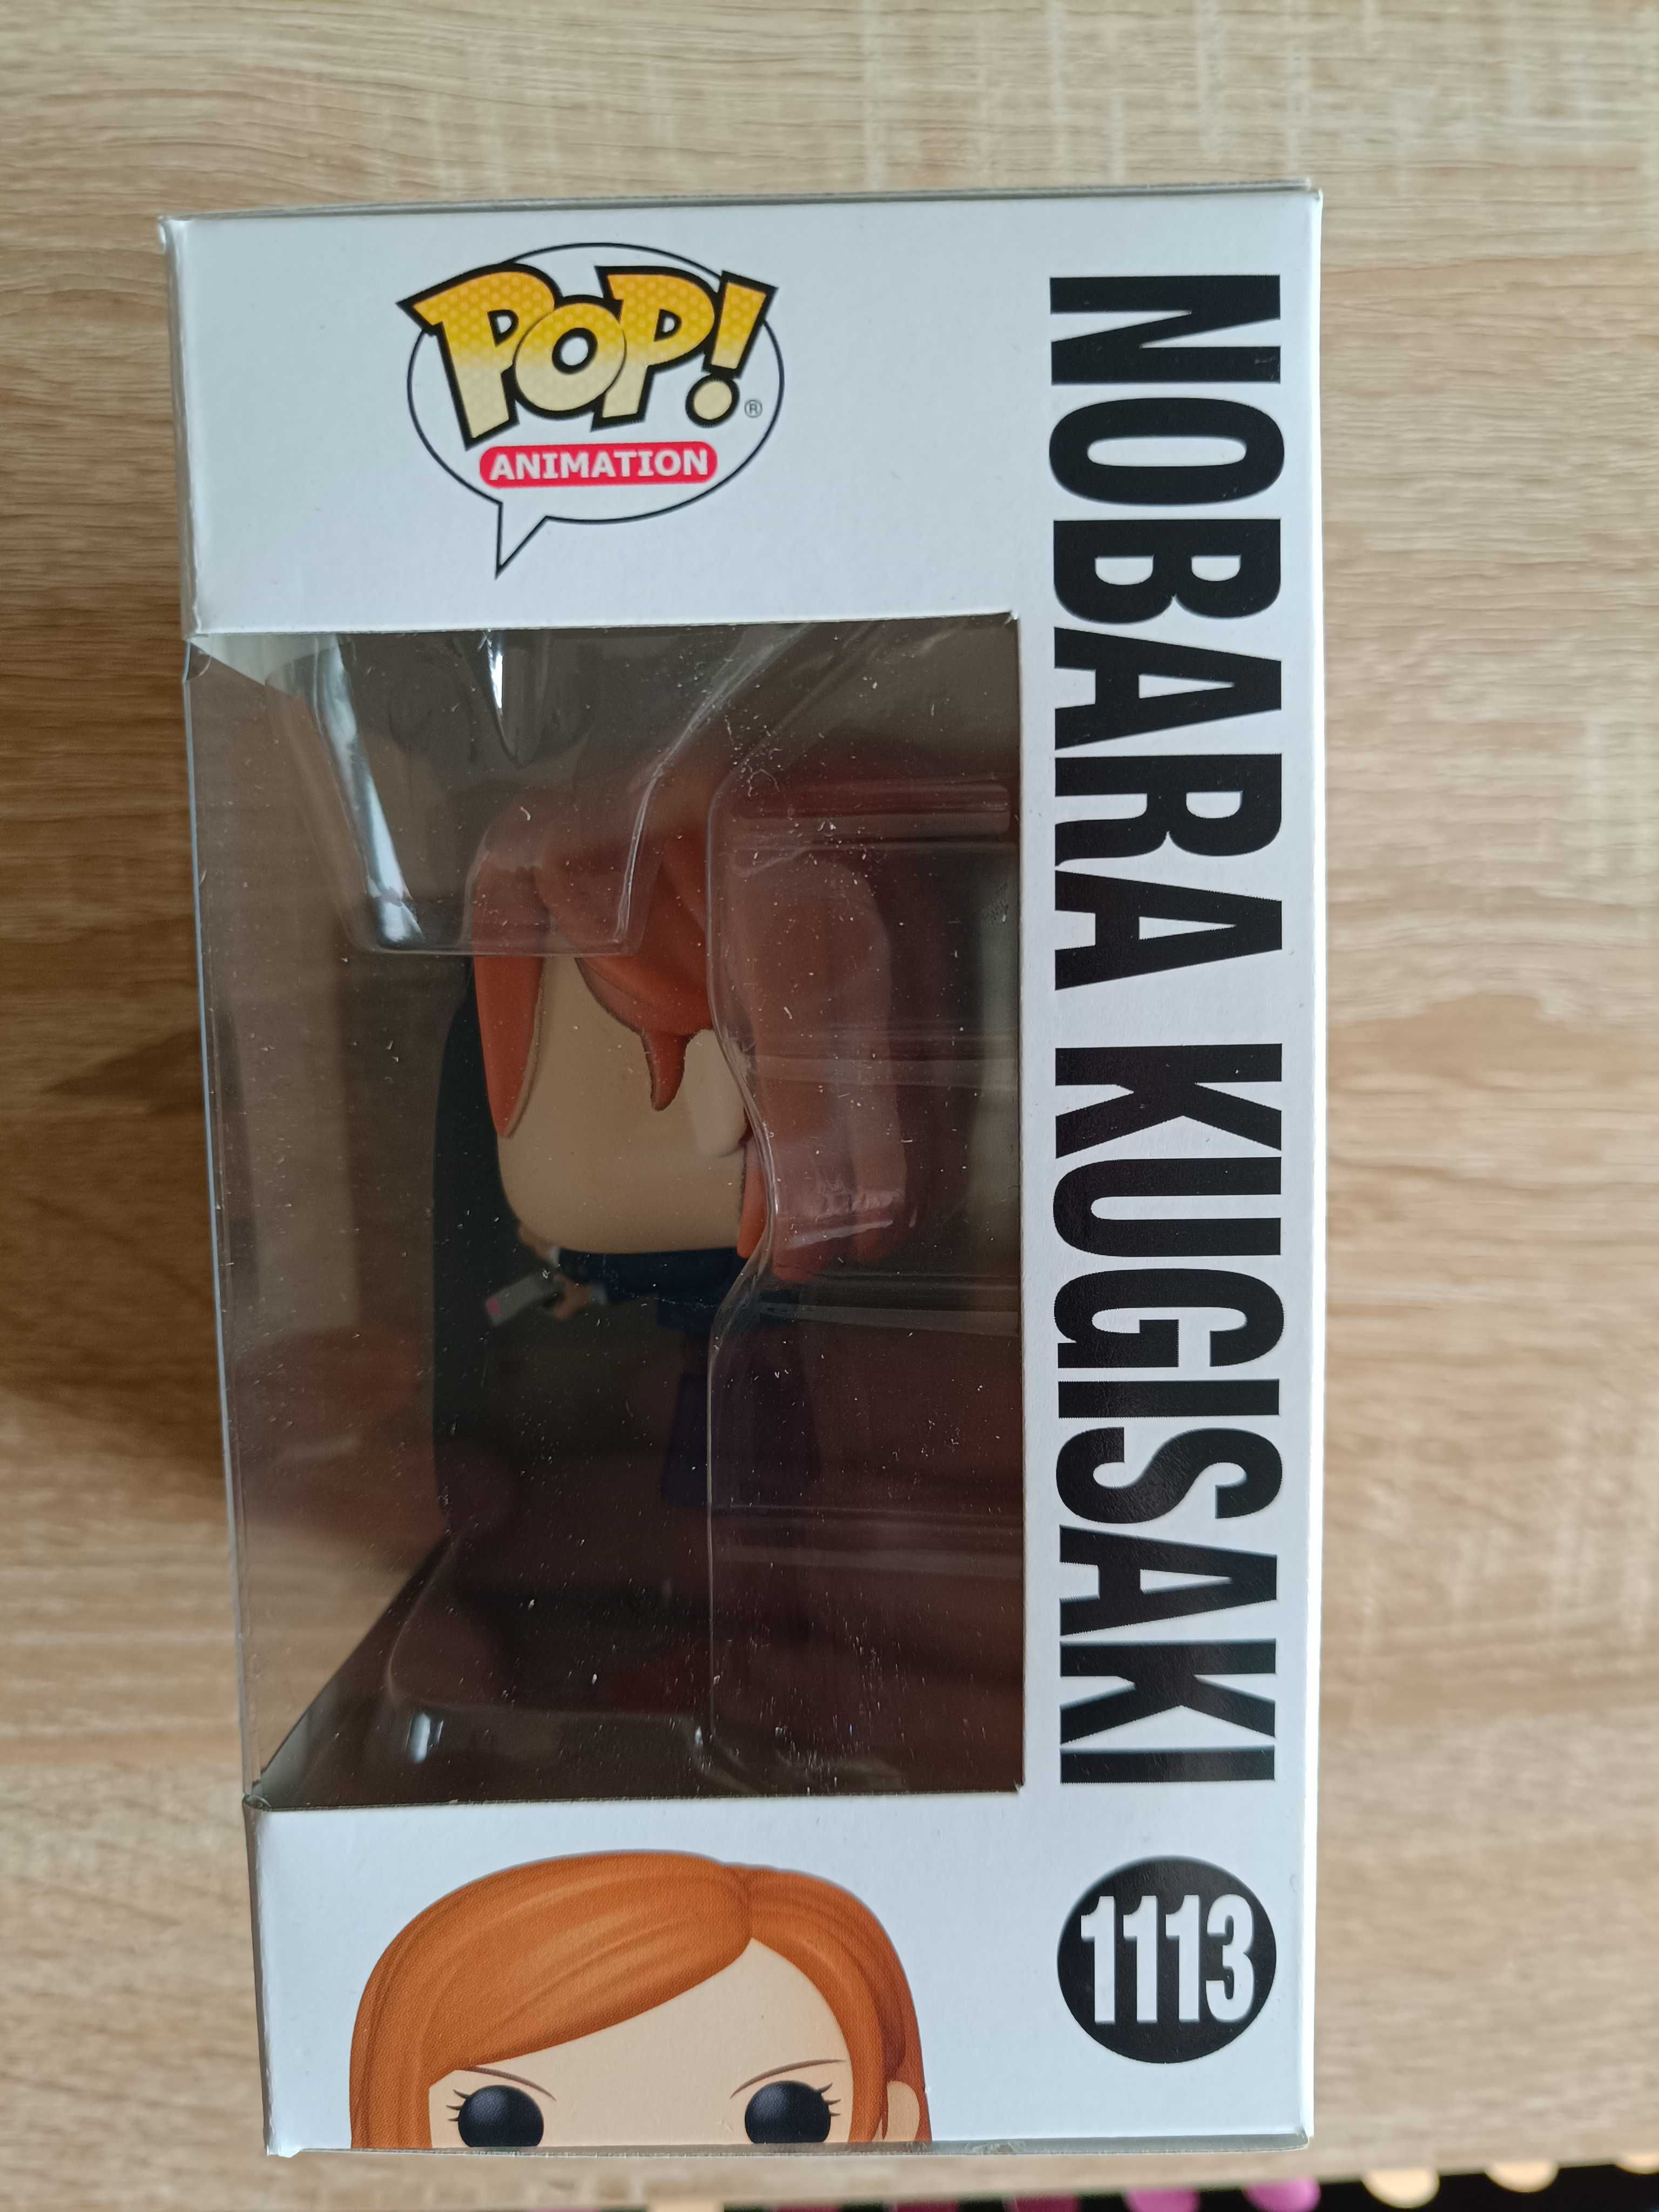 POP!
®
ANIMATION
NOBARA KUGISAKI
1113